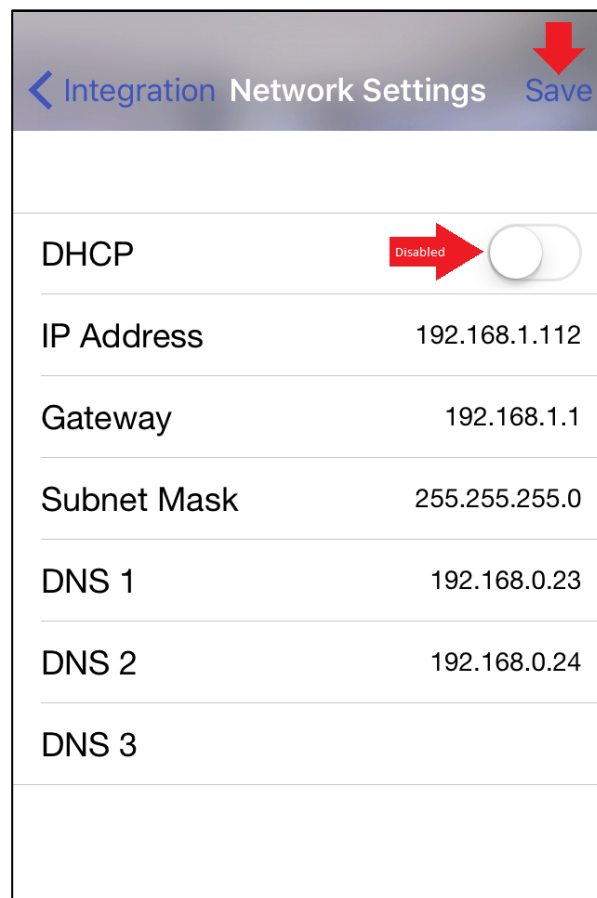 Integration Network Settings Save
DHCP Disabled
IP Address 192.168.1.112
Gateway 192.168.1.1
Subnet Mask 255.255.255.0
DNS 1 192.168.0.23
DNS 2 192.168.0.24
DNS 3